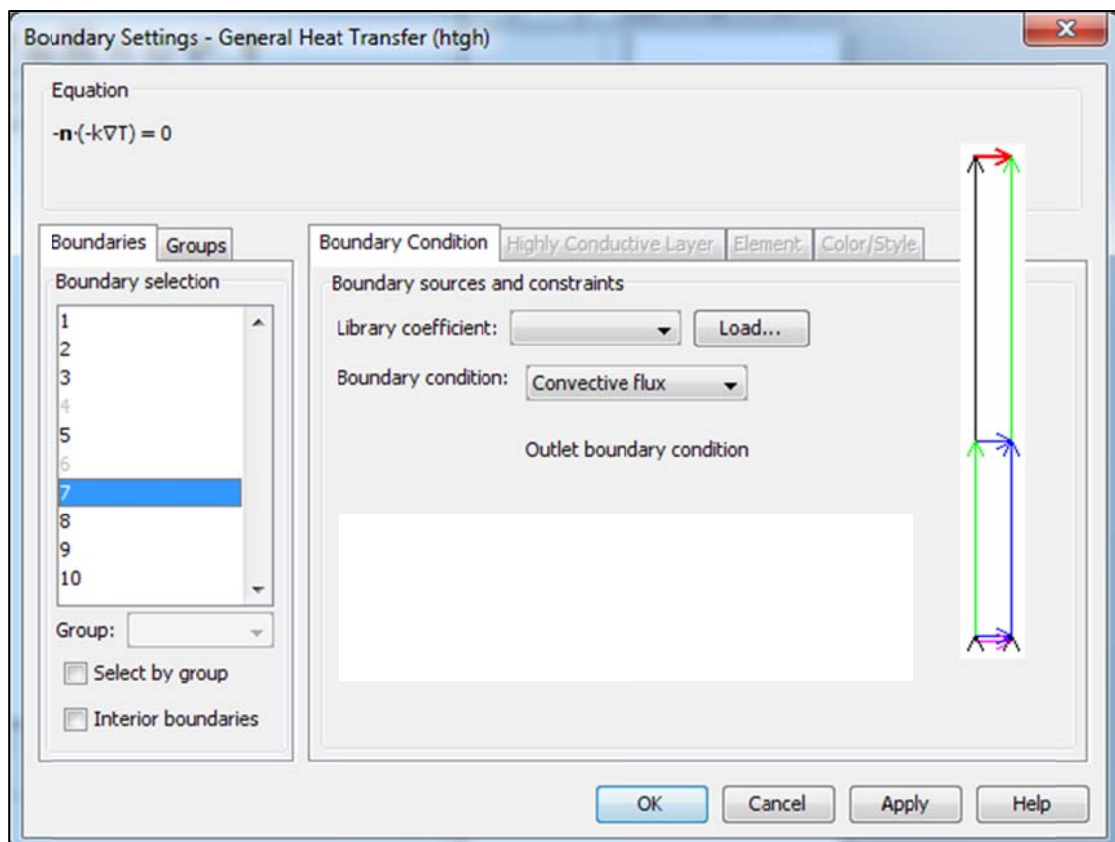 Boundary Settings - General Heat Transfer (htgh)
Equation
-n·(-k∇T) = 0
Boundaries Groups
Boundary selection
1
2
3
4
5
6
7
8
9
10
Group:
Select by group
Interior boundaries
Boundary Condition Highly Conductive Layer Element Color/Style
Boundary sources and constraints
Library coefficient: Load...
Boundary condition: Convective flux
Outlet boundary condition
OK Cancel Apply Help